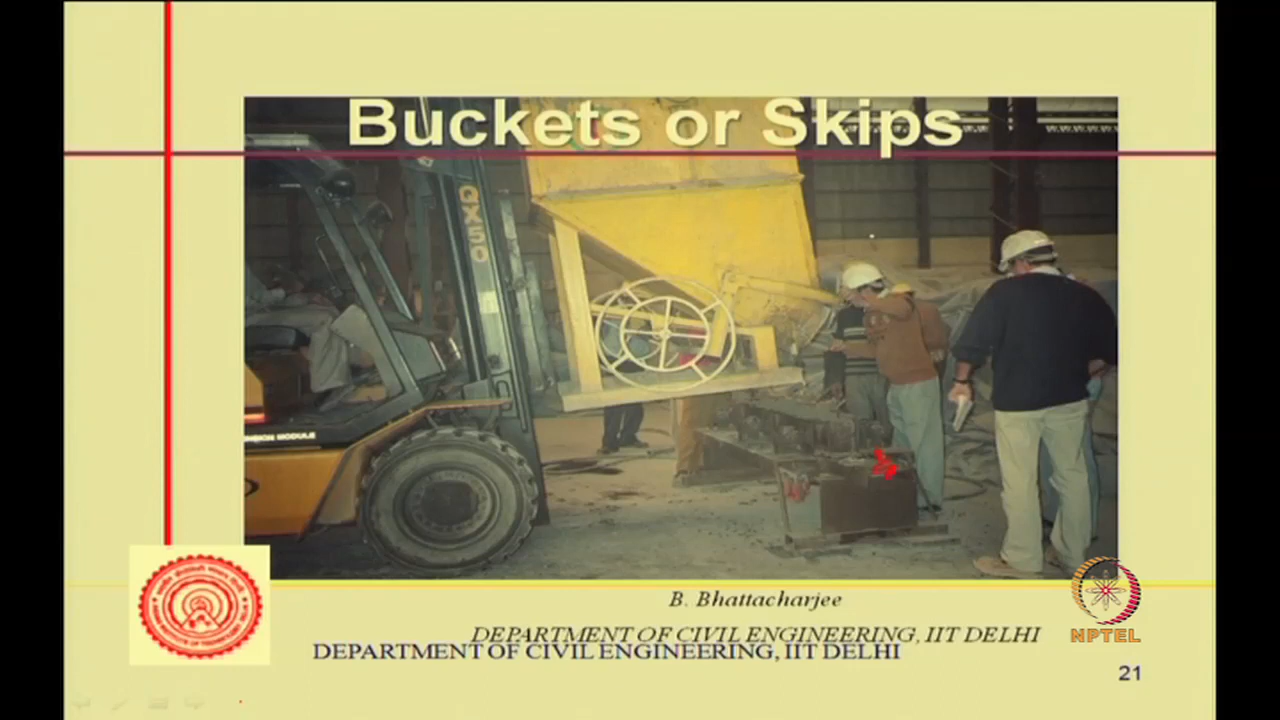 Buckets or Skips
QX50
B. Bhattacharjee
DEPARTMENT OF CIVIL ENGINEERING, IIT DELHI
DEPARTMENT OF CIVIL ENGINEERING, IIT DELHI
NPTEL
21